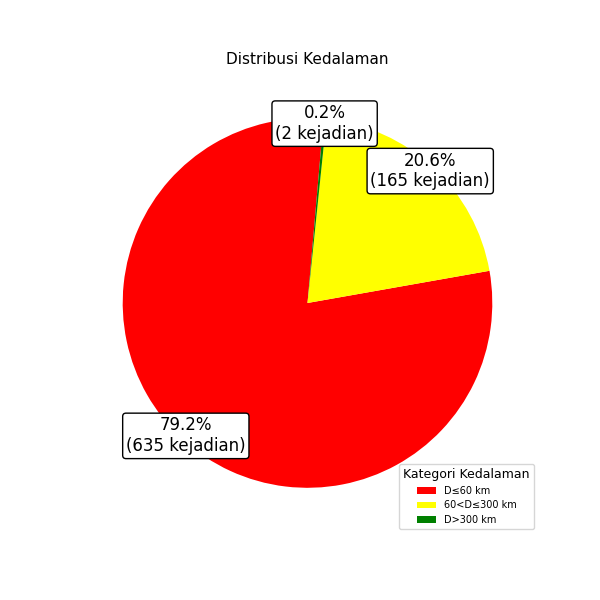 Distribusi Kedalaman
0.2%
(2 kejadian)
20.6%
(165 kejadian)
79.2%
(635 kejadian)
Kategori Kedalaman
D≤60 km
60<D≤300 km
D>300 km